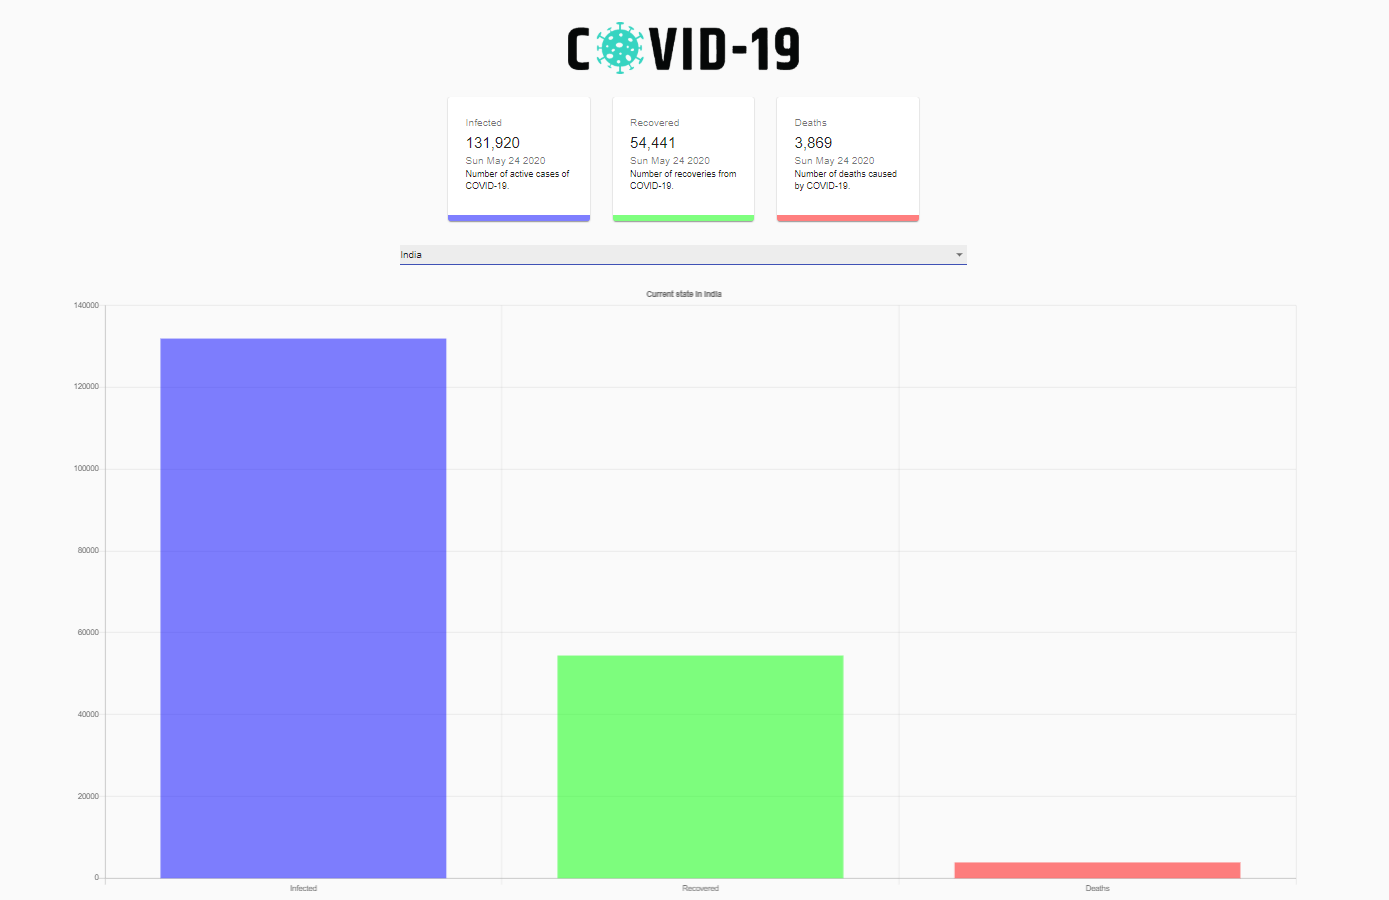 COVID-19
Infected
131,920
Sun May 24 2020
Number of active cases of
COVID-19.
Recovered
54,441
Sun May 24 2020
Number of recoveries from
COVID-19.
Deaths
3,869
Sun May 24 2020
Number of deaths caused
by COVID-19.
India
Current state in India
140000
120000
100000
80000
60000
40000
20000
0
Infected
Recovered
Deaths